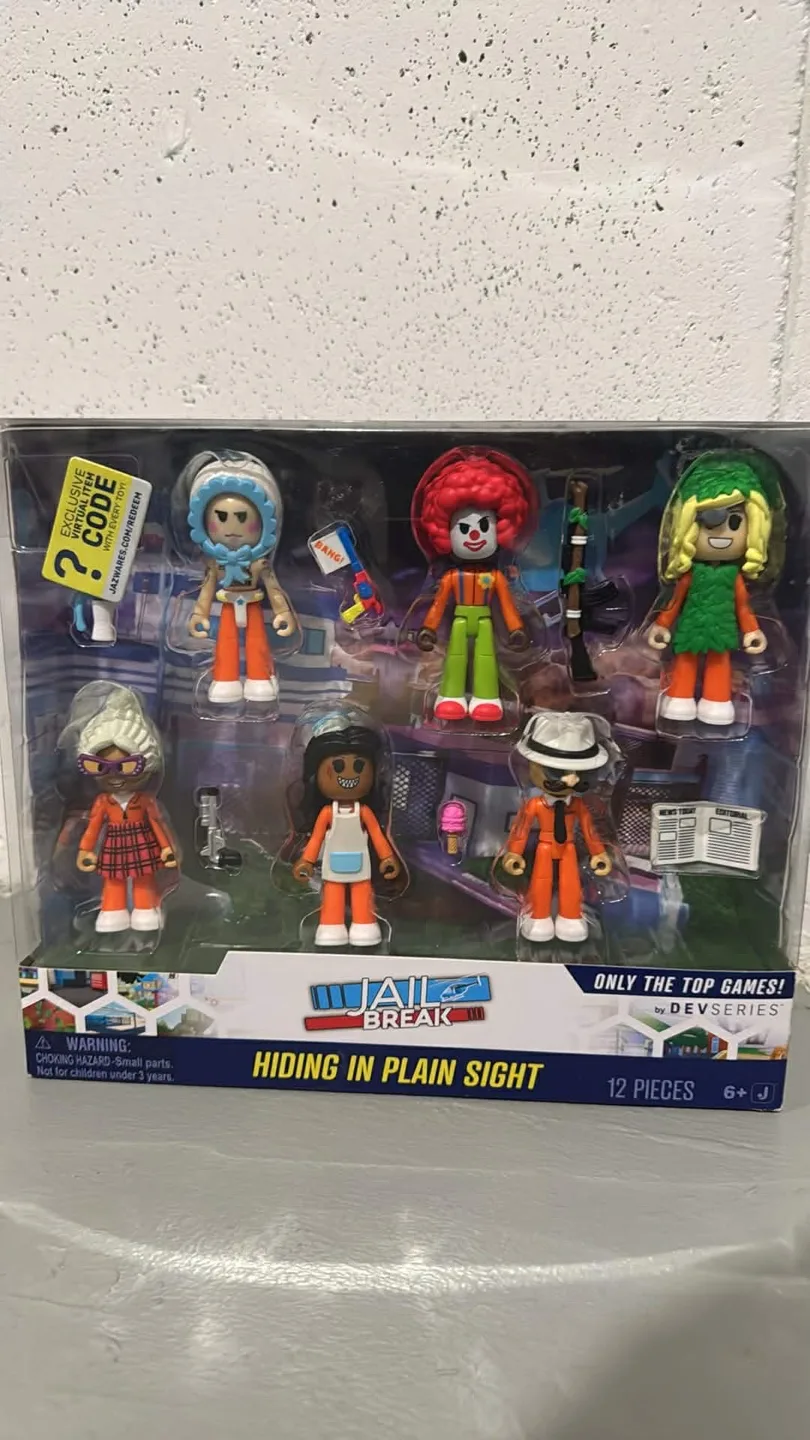 EXCLUSIVE
VIRTUAL ITEM
CODE
WITH EVERY TOY!
?
JAZWARES.COM/REDEEM
BANG!
NEWS TODAY
EDITORIAL
JAIL
BREAK
ONLY THE TOP GAMES!
by DEVSERIES
WARNING:
CHOKING HAZARD-Small parts.
Not for children under 3 years.
HIDING IN PLAIN SIGHT
12 PIECES
6+ J